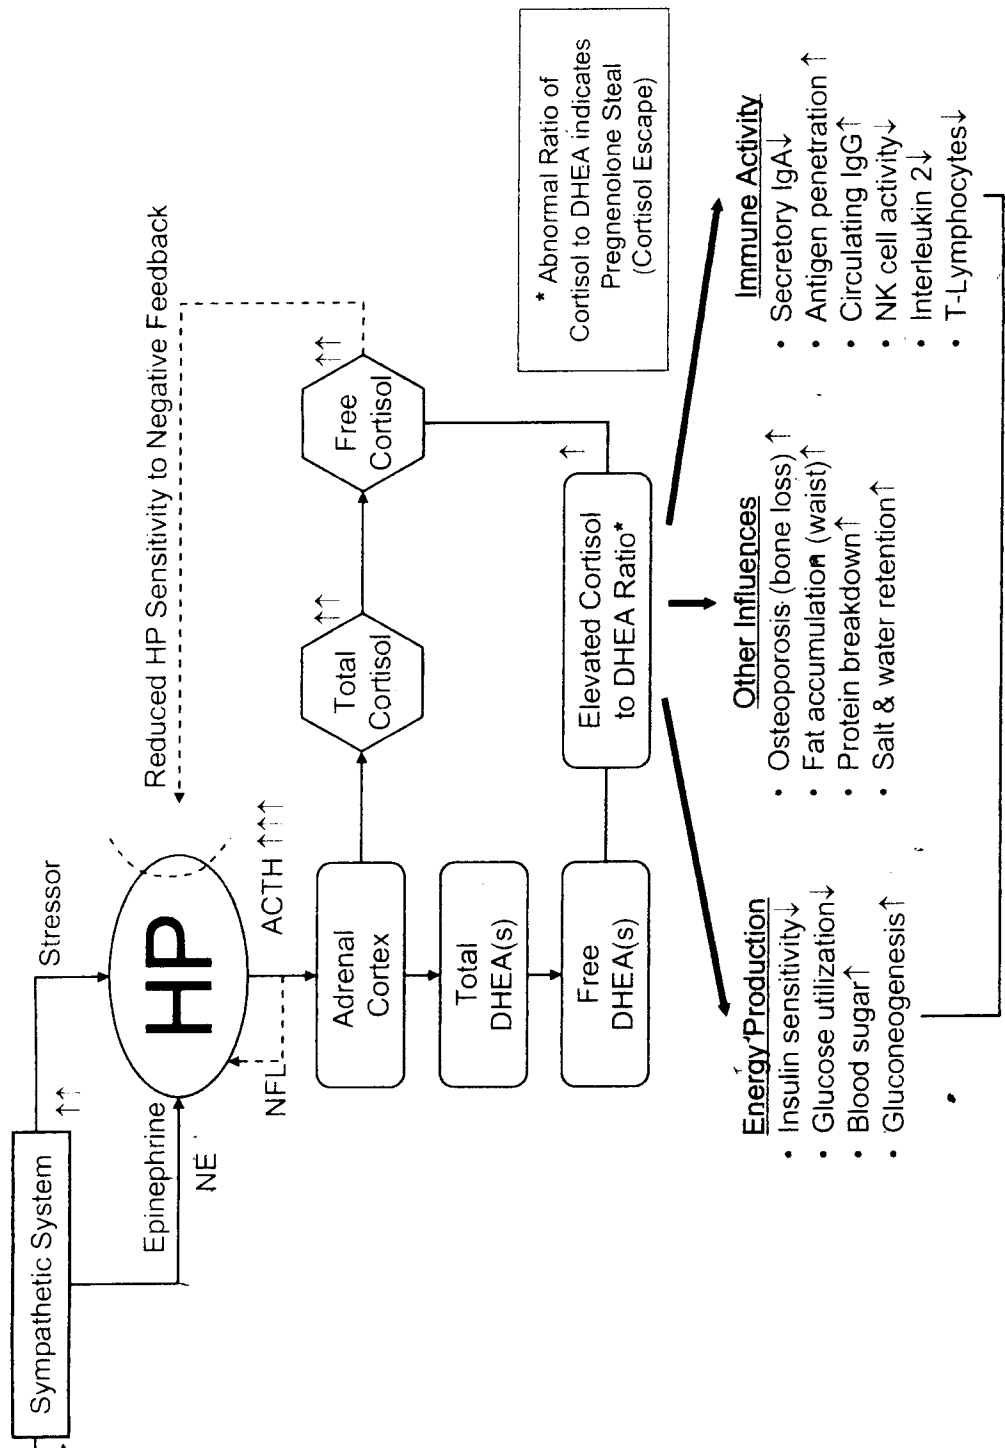 Sympathetic System
↑↑
Stressor
Epinephrine
NE
HP
Reduced HP Sensitivity to Negative Feedback
NFL
ACTH ↑↑↑
Adrenal
Cortex
Total
Cortisol
↑↑
Free
Cortisol
↑↑
Total
DHEA(s)
Free
DHEA(s)
Elevated Cortisol
to DHEA Ratio*
↑
* Abnormal Ratio of
Cortisol to DHEA indicates
Pregnenolone Steal
(Cortisol Escape)
Energy Production
• Insulin sensitivity↓
• Glucose utilization↓
• Blood sugar↑
• Gluconeogenesis↑
Other Influences
• Osteoporosis (bone loss) ↑
• Fat accumulation (waist)↑
• Protein breakdown↑
• Salt & water retention↑
Immune Activity
• Secretory IgA↓
• Antigen penetration ↑
• Circulating IgG↑
• NK cell activity↓
• Interleukin 2↓
• T-Lymphocytes↓